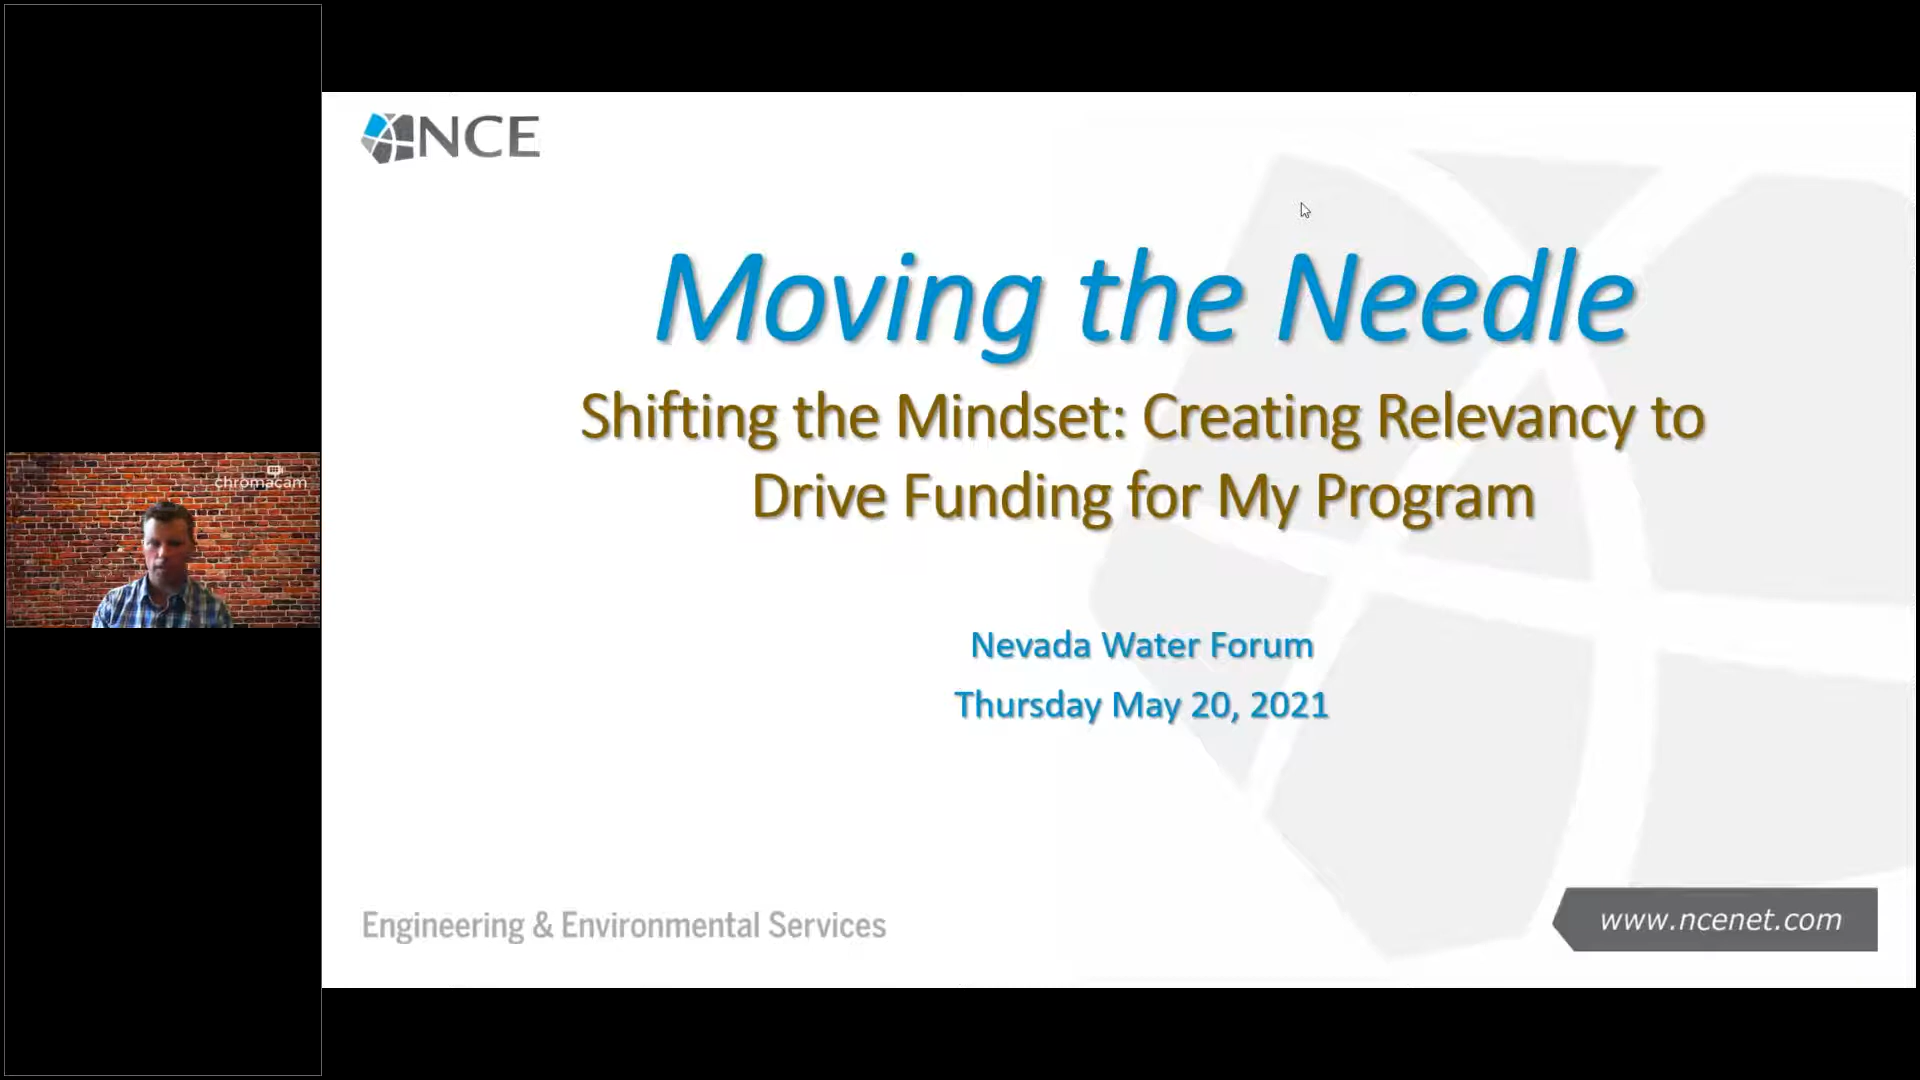 NCE
Moving the Needle
Shifting the Mindset: Creating Relevancy to
Drive Funding for My Program
chromacam
Nevada Water Forum
Thursday May 20, 2021
Engineering & Environmental Services
www.ncenet.com